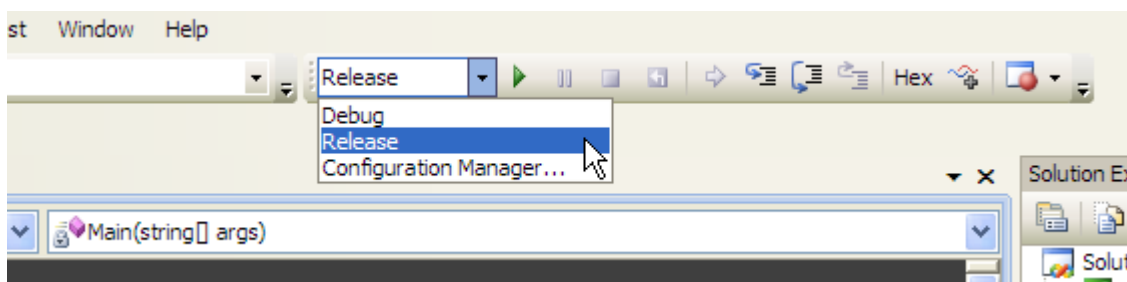 st Window Help
Release Hex
Debug
Release
Configuration Manager...
Solution Ex
Main(string[] args)
Solut